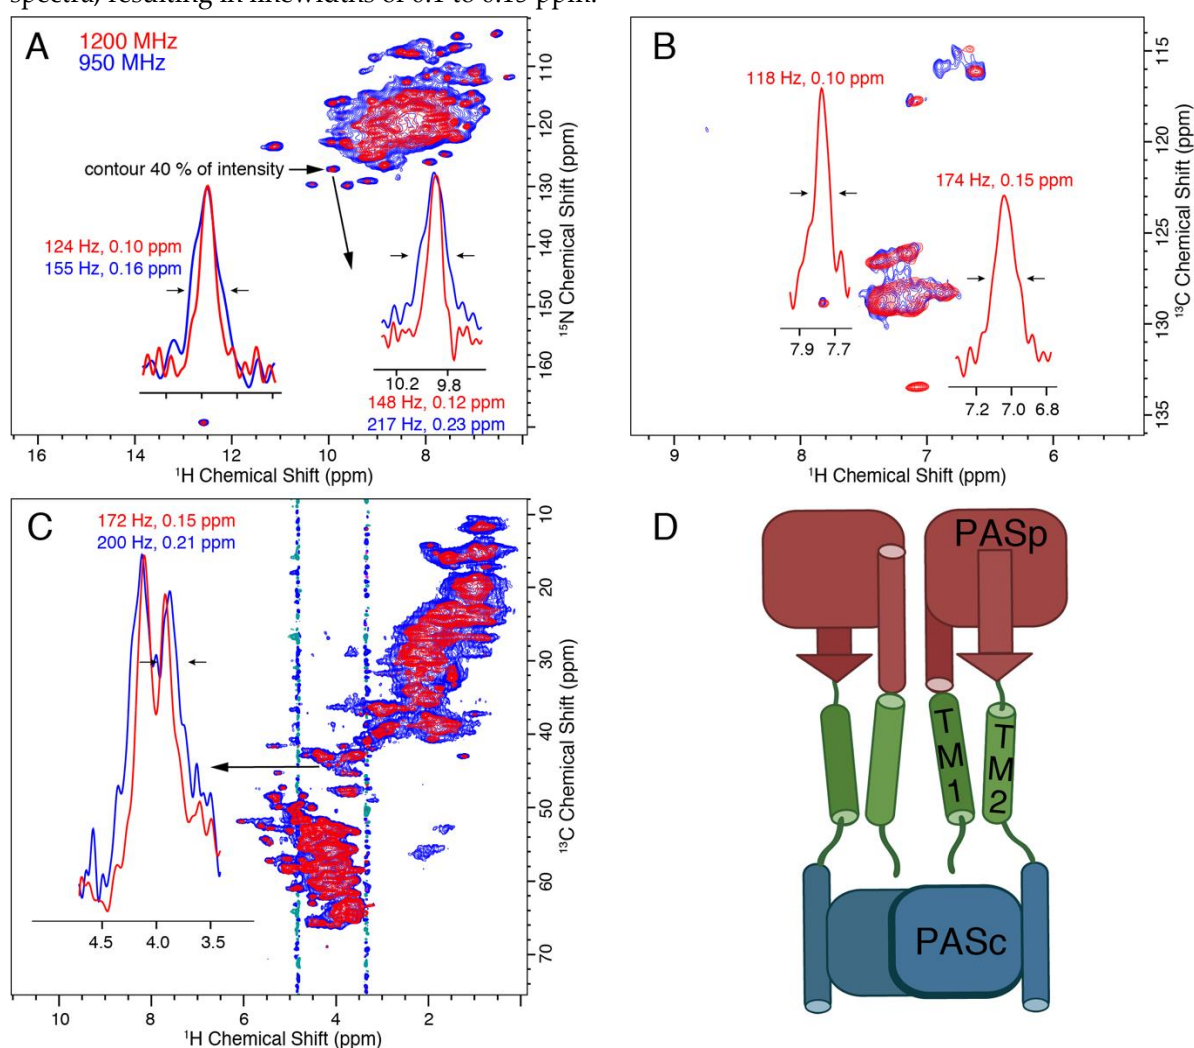 spectra, resulting in linewidths of 0.1 to 0.15 ppm.
A
1200 MHz
950 MHz
contour 40 % of intensity
124 Hz, 0.10 ppm
155 Hz, 0.16 ppm
10.2 9.8
148 Hz, 0.12 ppm
217 Hz, 0.23 ppm
110
120
130
140
150
160
¹⁵N Chemical Shift (ppm)
16 14 12 10 8
¹H Chemical Shift (ppm)
B
118 Hz, 0.10 ppm
174 Hz, 0.15 ppm
7.9 7.7
7.2 7.0 6.8
115
120
125
130
135
¹³C Chemical Shift (ppm)
9 8 7 6
¹H Chemical Shift (ppm)
C
172 Hz, 0.15 ppm
200 Hz, 0.21 ppm
4.5 4.0 3.5
10
20
30
40
50
60
70
¹³C Chemical Shift (ppm)
10 8 6 4 2
¹H Chemical Shift (ppm)
D
PASp
TM1
TM2
PASc